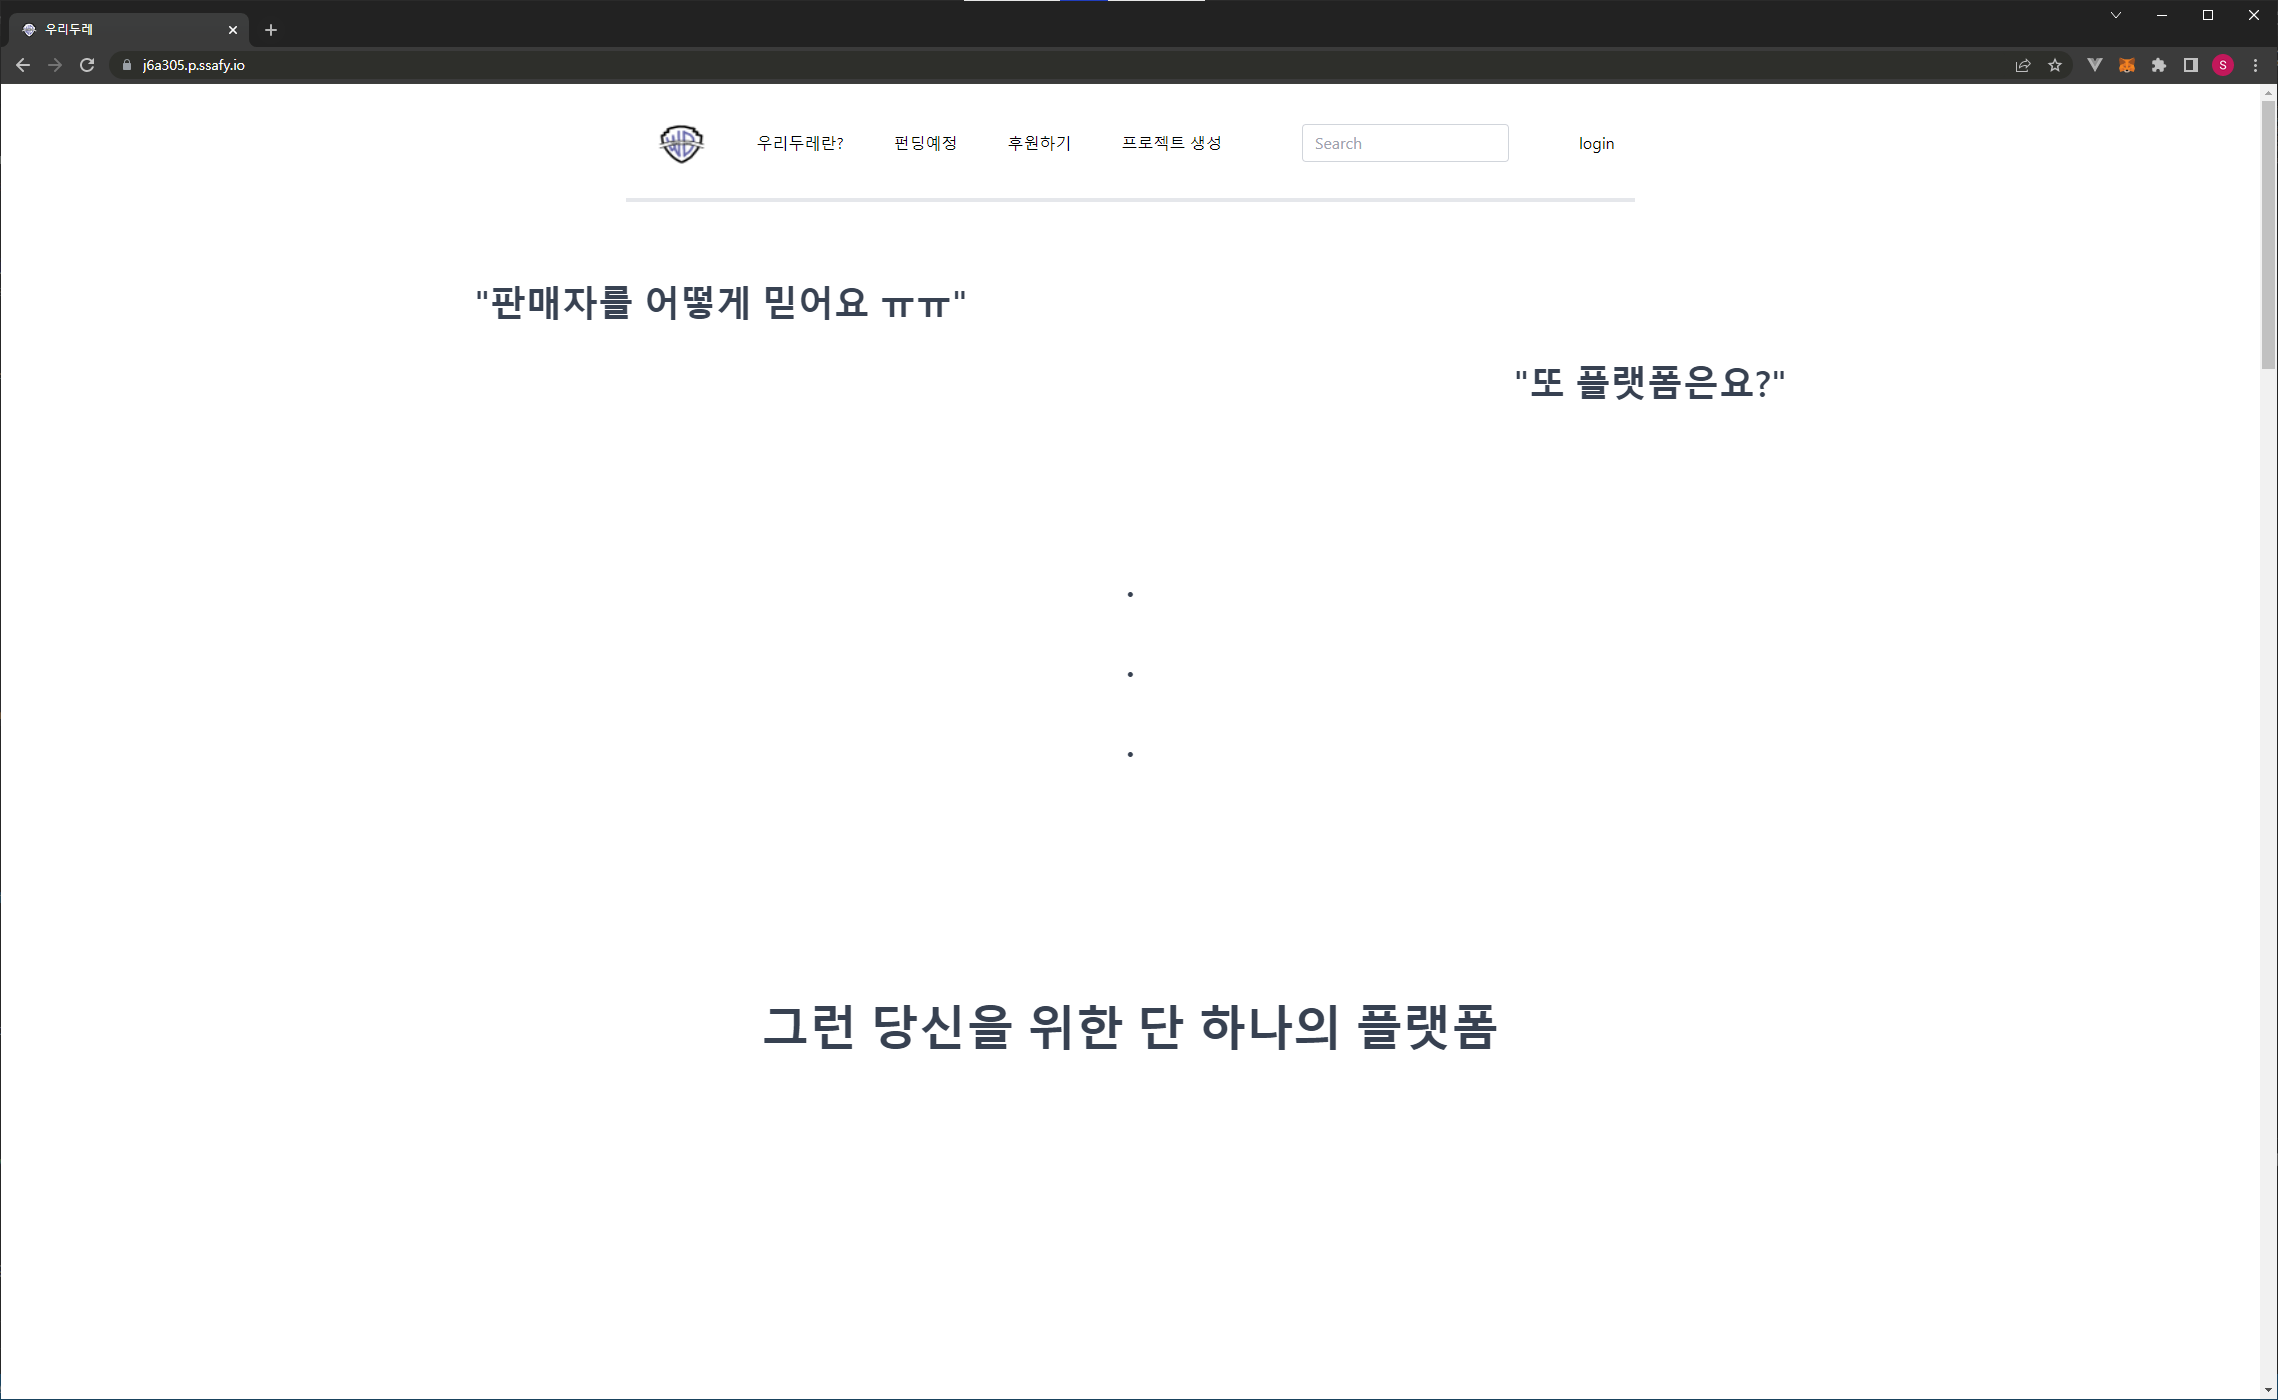 우리두레
j6a305.p.ssafy.io
S
WD
우리두레란?
펀딩예정
후원하기
프로젝트 생성
Search
login
"판매자를 어떻게 믿어요 ㅠㅠ"
"또 플랫폼은요?"
그런 당신을 위한 단 하나의 플랫폼